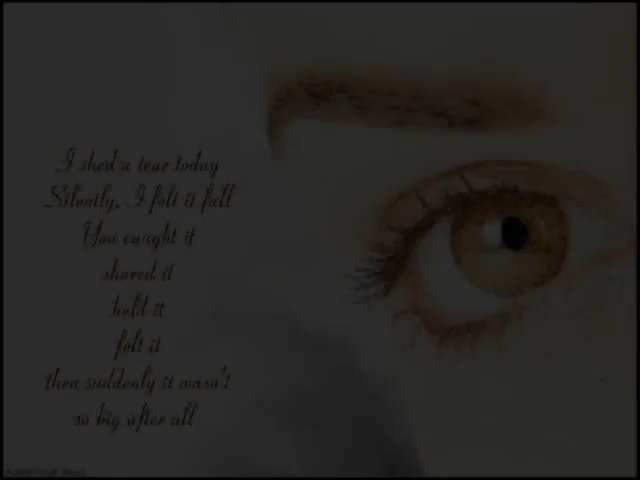 I shed a tear today
Silently, I felt it fall
You caught it
shared it
held it
felt it
then suddenly it wasn't
so big after all